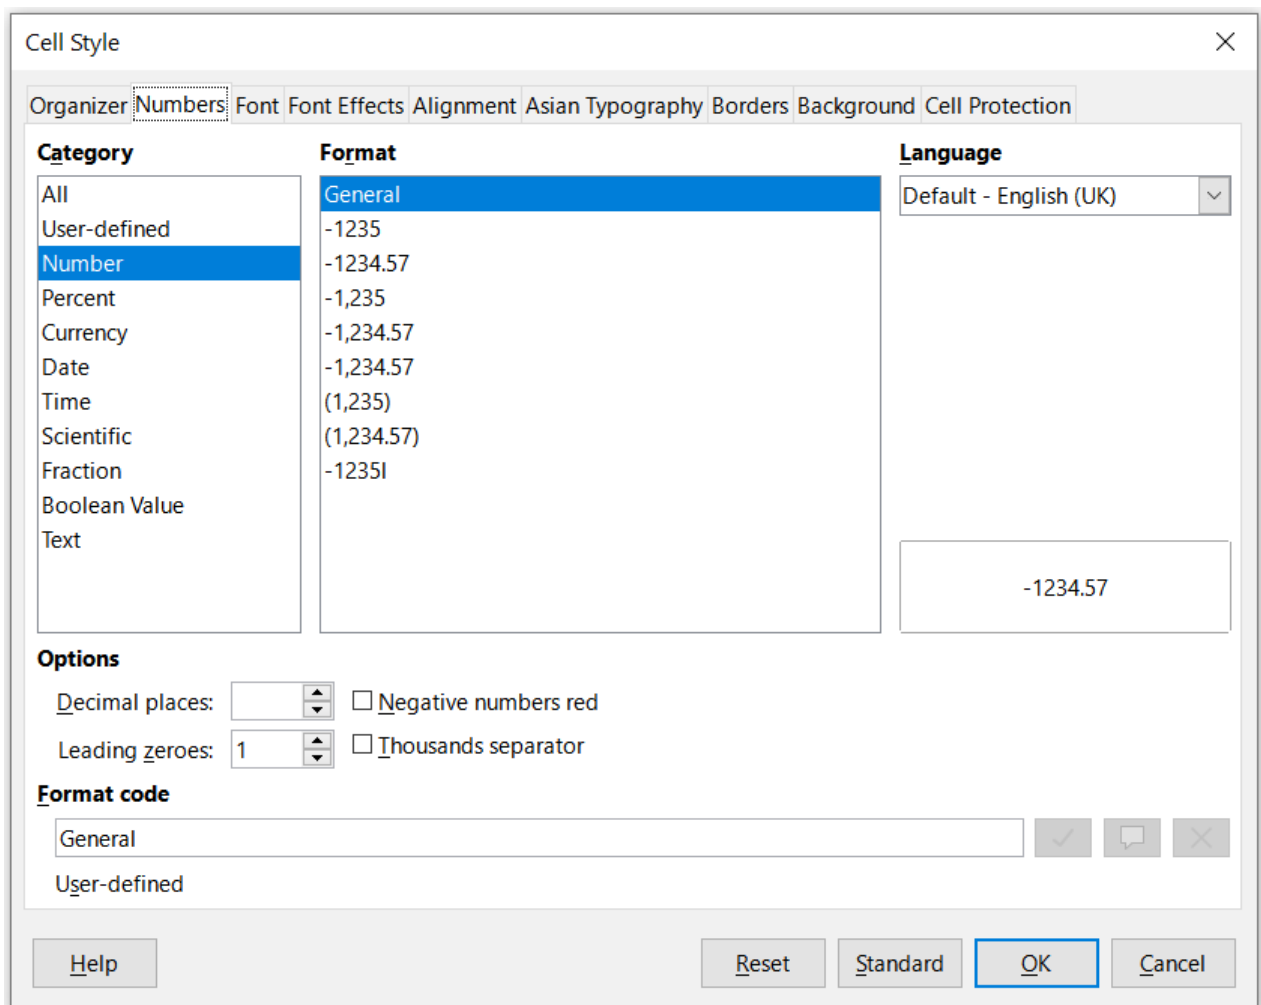 Cell Style
Organizer Numbers Font Font Effects Alignment Asian Typography Borders Background Cell Protection
Category
All
User-defined
Number
Percent
Currency
Date
Time
Scientific
Fraction
Boolean Value
Text
Format
General
-1235
-1234.57
-1,235
-1,234.57
-1,234.57
(1,235)
(1,234.57)
-1235l
Language
Default - English (UK)
-1234.57
Options
Decimal places:
Negative numbers red
Leading zeroes: 1
Thousands separator
Format code
General
User-defined
Help Reset Standard OK Cancel